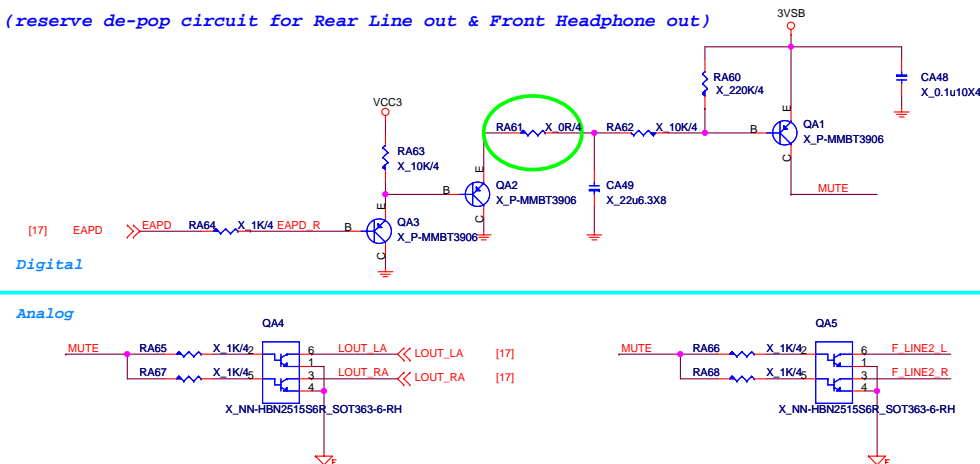 (reserve de-pop circuit for Rear Line out & Front Headphone out)
3VSB
RA60
X_220K/4
CA48
X_0.1u10X4
VCC3
RA61 X_0R/4 RA62 X_10K/4
B E C
QA1
X_P-MMBT3906
MUTE
RA63
X_10K/4
B E C
QA2
X_P-MMBT3906
CA49
X_22u6.3X8
[17] EAPD EAPD RA64 X_1K/4 EAPD_R
B E C
QA3
X_P-MMBT3906
Digital
Analog
QA4
MUTE RA65 X_1K/4 2 6 LOUT_LA LOUT_LA [17]
1
RA67 X_1K/4 5 3 LOUT_RA LOUT_RA [17]
4
X_NN-HBN2515S6R_SOT363-6-RH
QA5
MUTE RA66 X_1K/4 2 6 F_LINE2_L
1
RA68 X_1K/4 5 3 F_LINE2_R
4
X_NN-HBN2515S6R_SOT363-6-RH